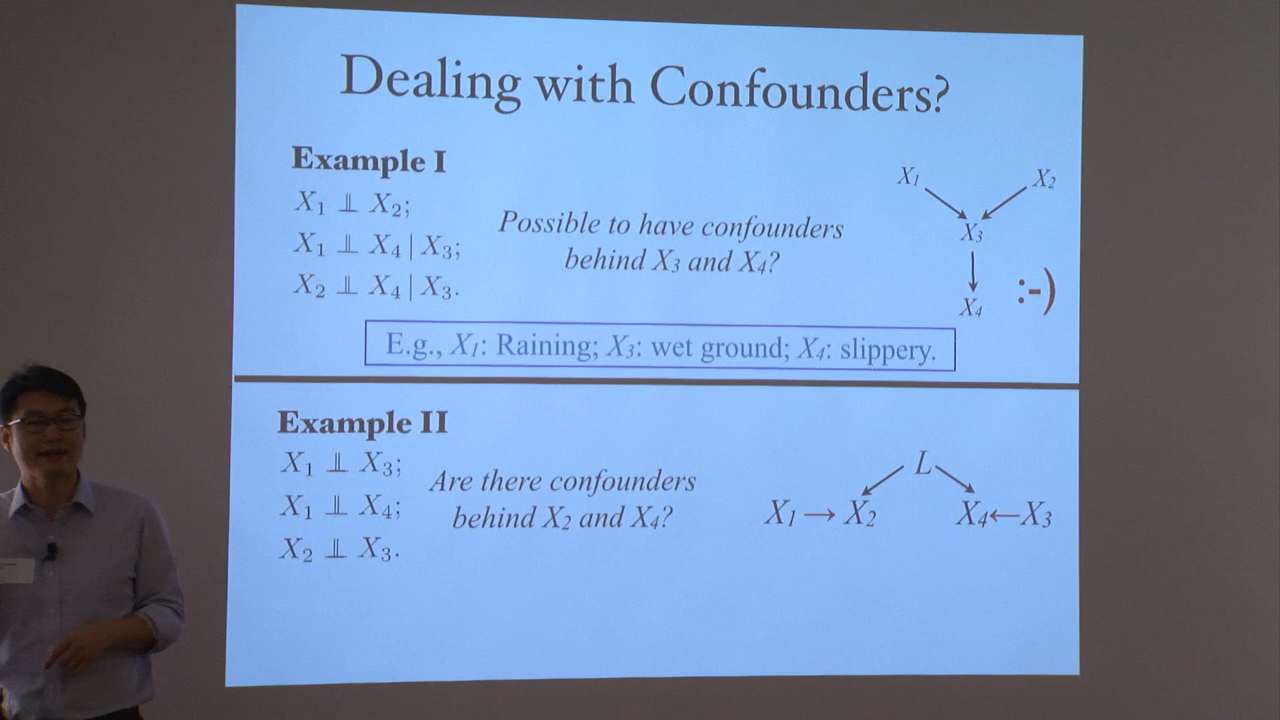 Dealing with Confounders?
Example I
X₁ ⫫ X₂;
X₁ ⫫ X₄ | X₃;
X₂ ⫫ X₄ | X₃.
Possible to have confounders
behind X₃ and X₄?
X₁ X₂
X₃
X₄ :-)
E.g., X₁: Raining; X₃: wet ground; X₄: slippery.
Example II
X₁ ⫫ X₃;
X₁ ⫫ X₄;
X₂ ⫫ X₃.
Are there confounders
behind X₂ and X₄?
L
X₁ → X₂ X₄ ← X₃